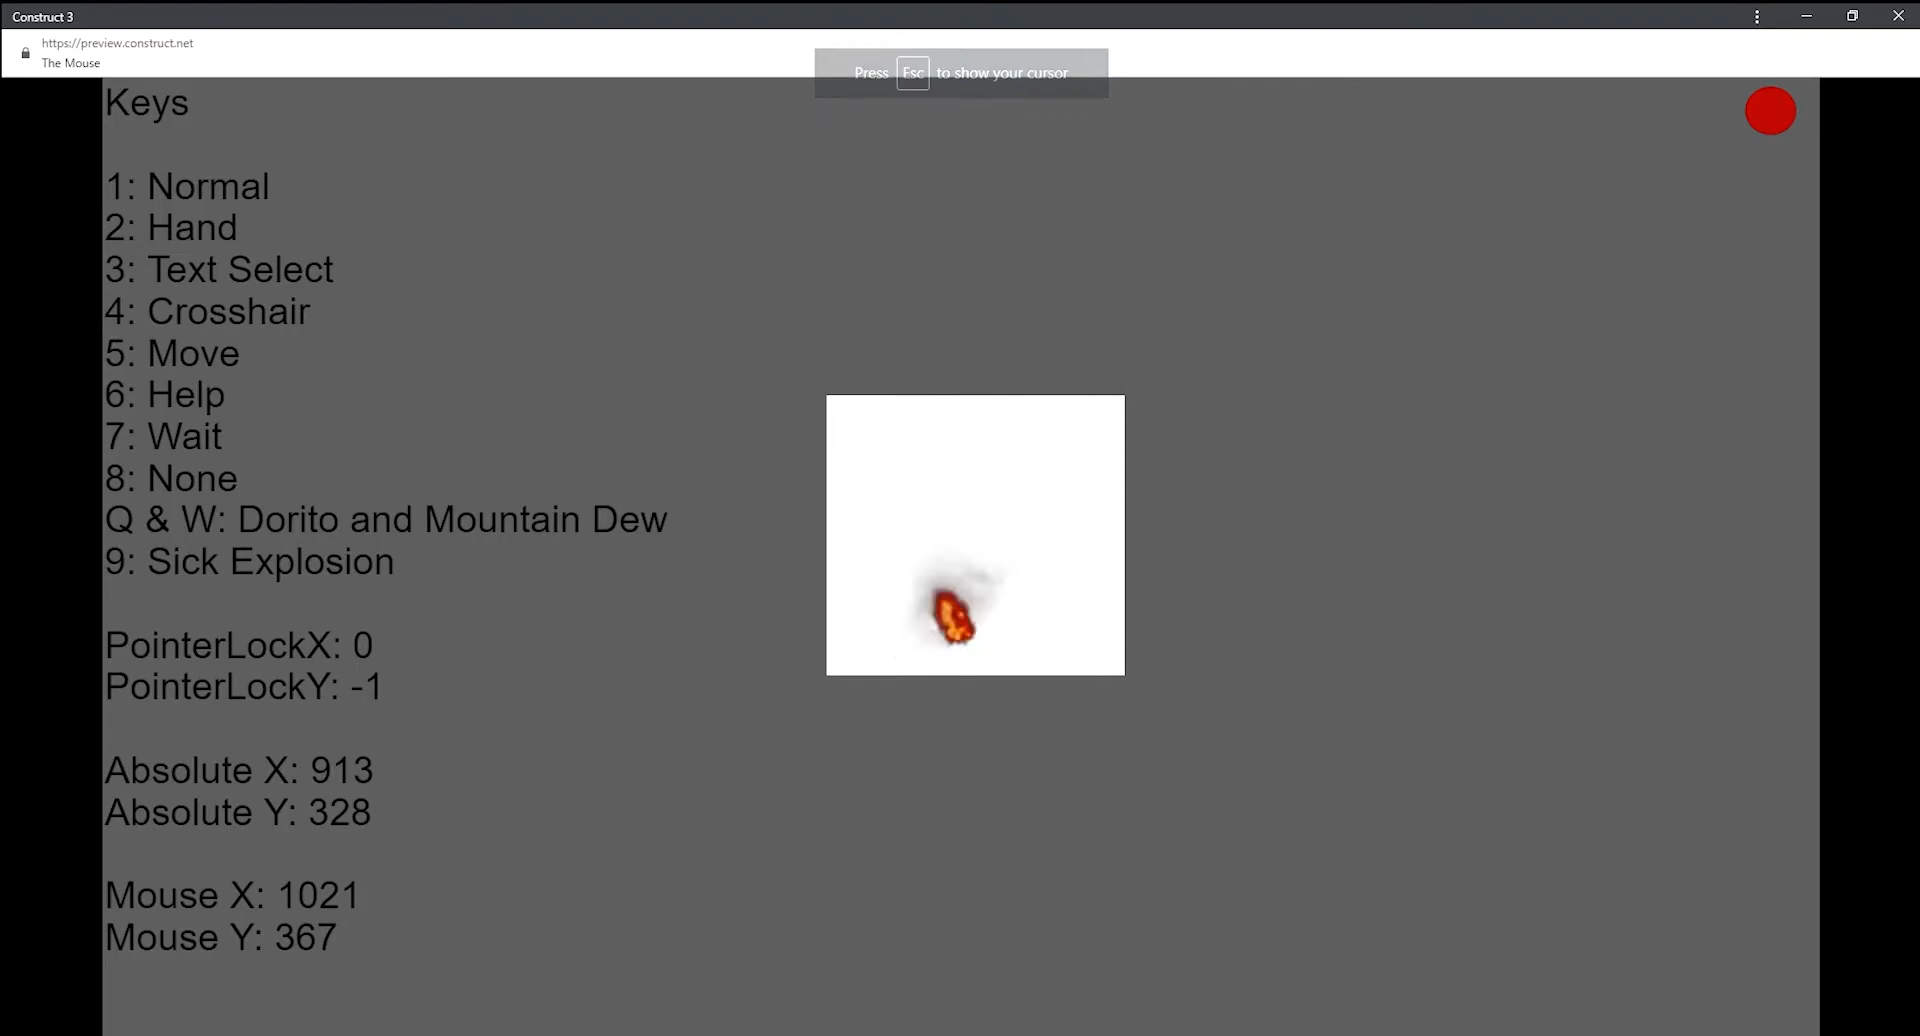 Construct 3
https://preview.construct.net
The Mouse
Press Esc to show your cursor
Keys
1: Normal
2: Hand
3: Text Select
4: Crosshair
5: Move
6: Help
7: Wait
8: None
Q & W: Dorito and Mountain Dew
9: Sick Explosion
PointerLockX: 0
PointerLockY: -1
Absolute X: 913
Absolute Y: 328
Mouse X: 1021
Mouse Y: 367